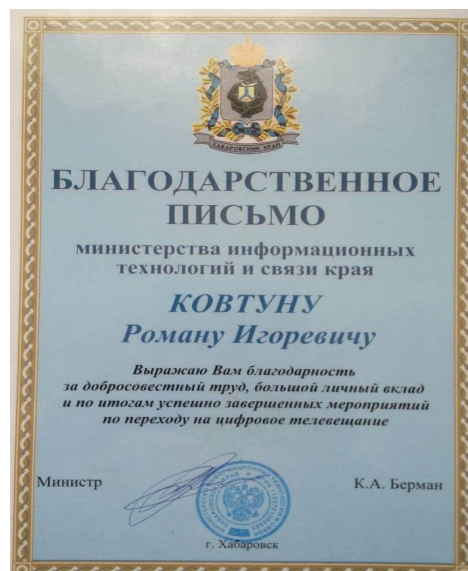 ХАБАРОВСКИЙ КРАЙ
БЛАГОДАРСТВЕННОЕ
ПИСЬМО
министерства информационных
технологий и связи края
КОВТУНУ
Роману Игоревичу
Выражаю Вам благодарность
за добросовестный труд, большой личный вклад
и по итогам успешно завершенных мероприятий
по переходу на цифровое телевещание
Министр
К.А. Берман
г. Хабаровск